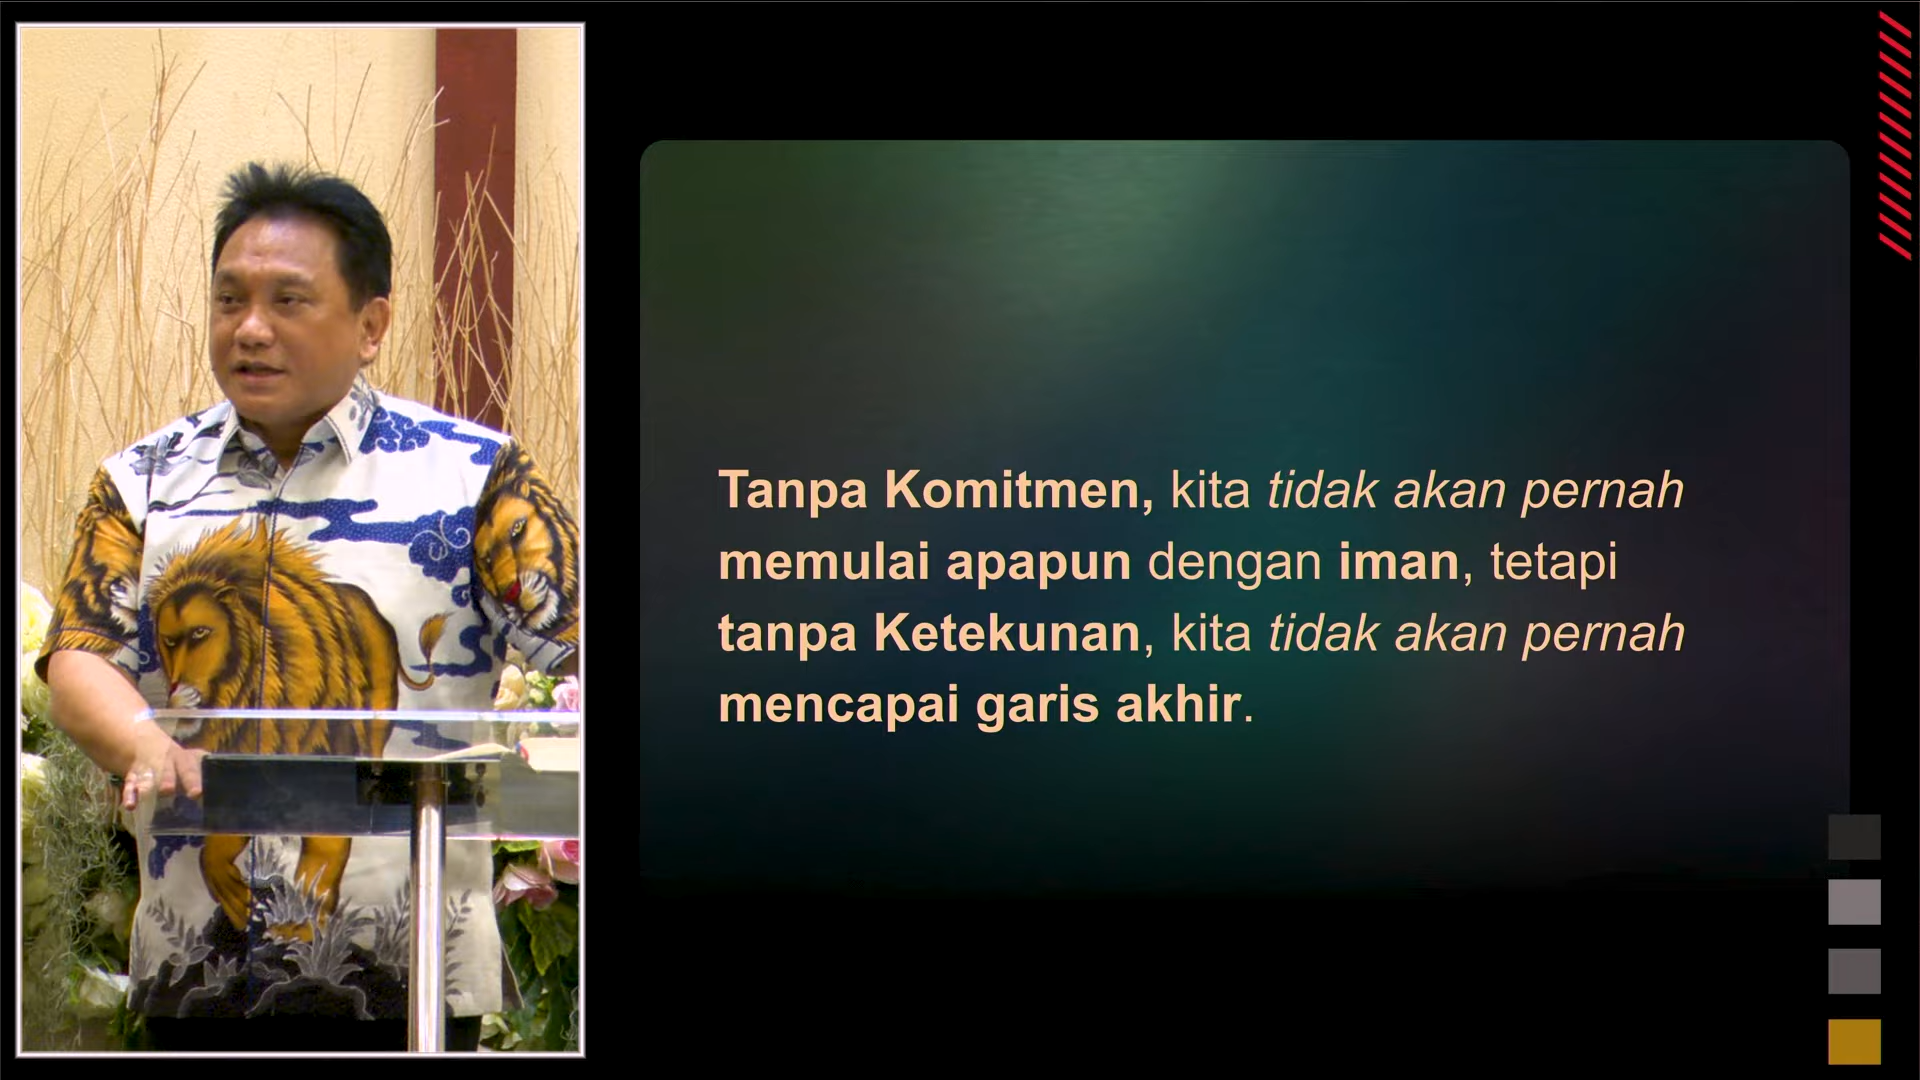 Tanpa Komitmen, kita tidak akan pernah
memulai apapun dengan iman, tetapi
tanpa Ketekunan, kita tidak akan pernah
mencapai garis akhir.